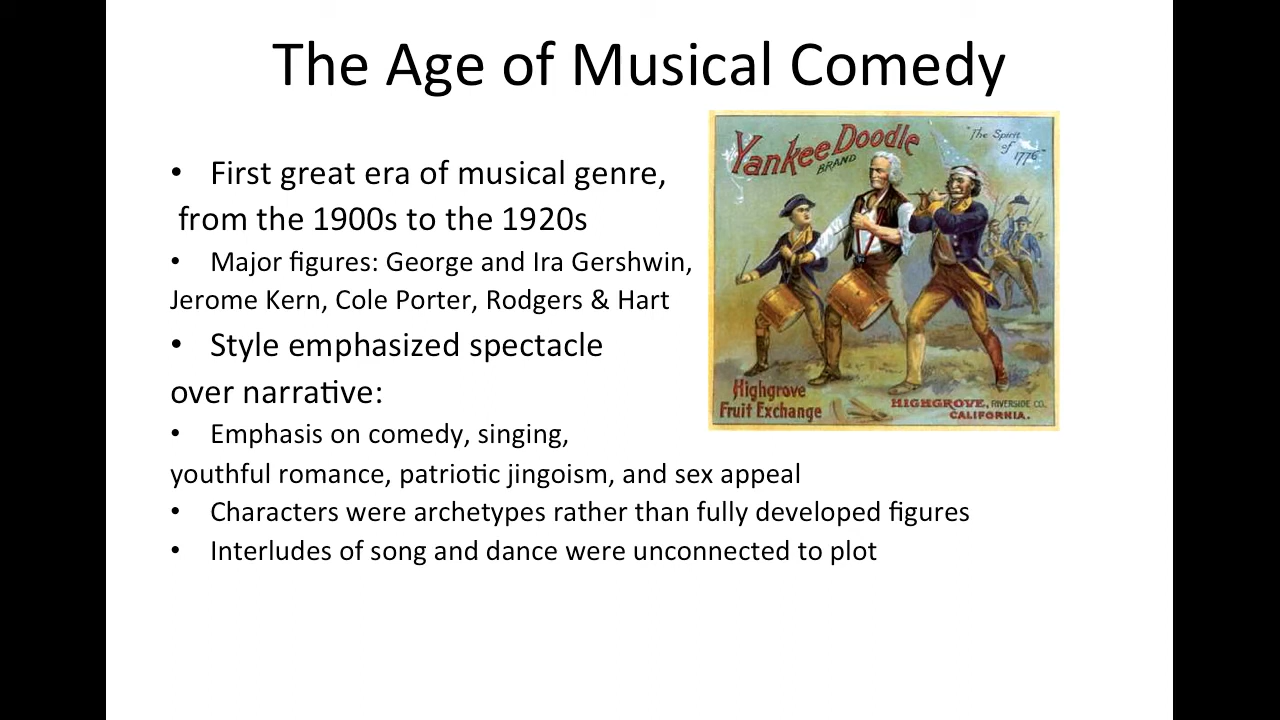 The Age of Musical Comedy
• First great era of musical genre,
from the 1900s to the 1920s
• Major figures: George and Ira Gershwin,
Jerome Kern, Cole Porter, Rodgers & Hart
• Style emphasized spectacle
over narrative:
• Emphasis on comedy, singing,
youthful romance, patriotic jingoism, and sex appeal
• Characters were archetypes rather than fully developed figures
• Interludes of song and dance were unconnected to plot
Yankee Doodle
BRAND
"The Spirit
of
1776"
Highgrove
Fruit Exchange
HIGHGROVE, RIVERSIDE CO.
CALIFORNIA.